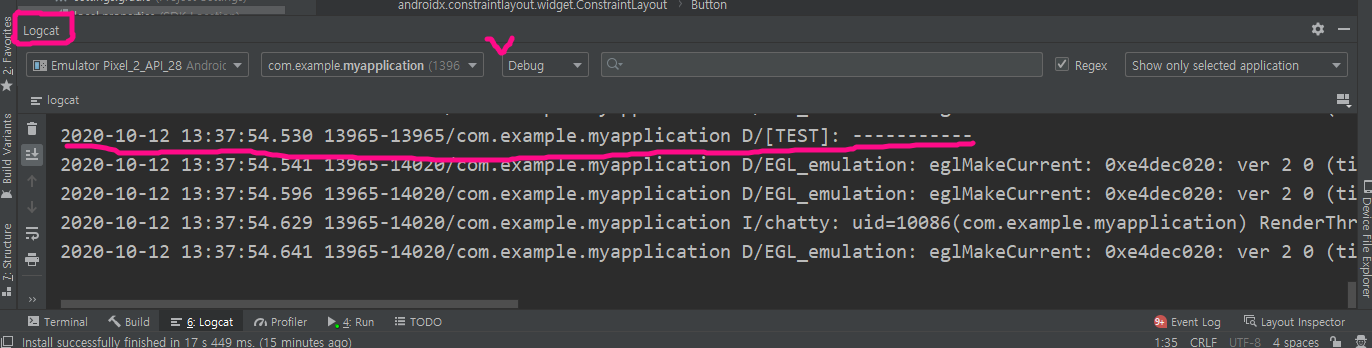 androidx.constraintlayout.widget.ConstraintLayout › Button
Logcat
Emulator Pixel_2_API_28 Android com.example.myapplication (1396 Debug Regex Show only selected application
logcat
2020-10-12 13:37:54.530 13965-13965/com.example.myapplication D/[TEST]: -----------
2020-10-12 13:37:54.541 13965-14020/com.example.myapplication D/EGL_emulation: eglMakeCurrent: 0xe4dec020: ver 2 0 (ti
2020-10-12 13:37:54.596 13965-14020/com.example.myapplication D/EGL_emulation: eglMakeCurrent: 0xe4dec020: ver 2 0 (ti
2020-10-12 13:37:54.629 13965-14020/com.example.myapplication I/chatty: uid=10086(com.example.myapplication) RenderThr
2020-10-12 13:37:54.641 13965-14020/com.example.myapplication D/EGL_emulation: eglMakeCurrent: 0xe4dec020: ver 2 0 (ti
2: Favorites
Build Variants
7: Structure
Device File Explorer
Terminal Build 6: Logcat Profiler 4: Run TODO 9+ Event Log Layout Inspector
Install successfully finished in 17 s 449 ms. (15 minutes ago) 1:35 CRLF UTF-8 4 spaces